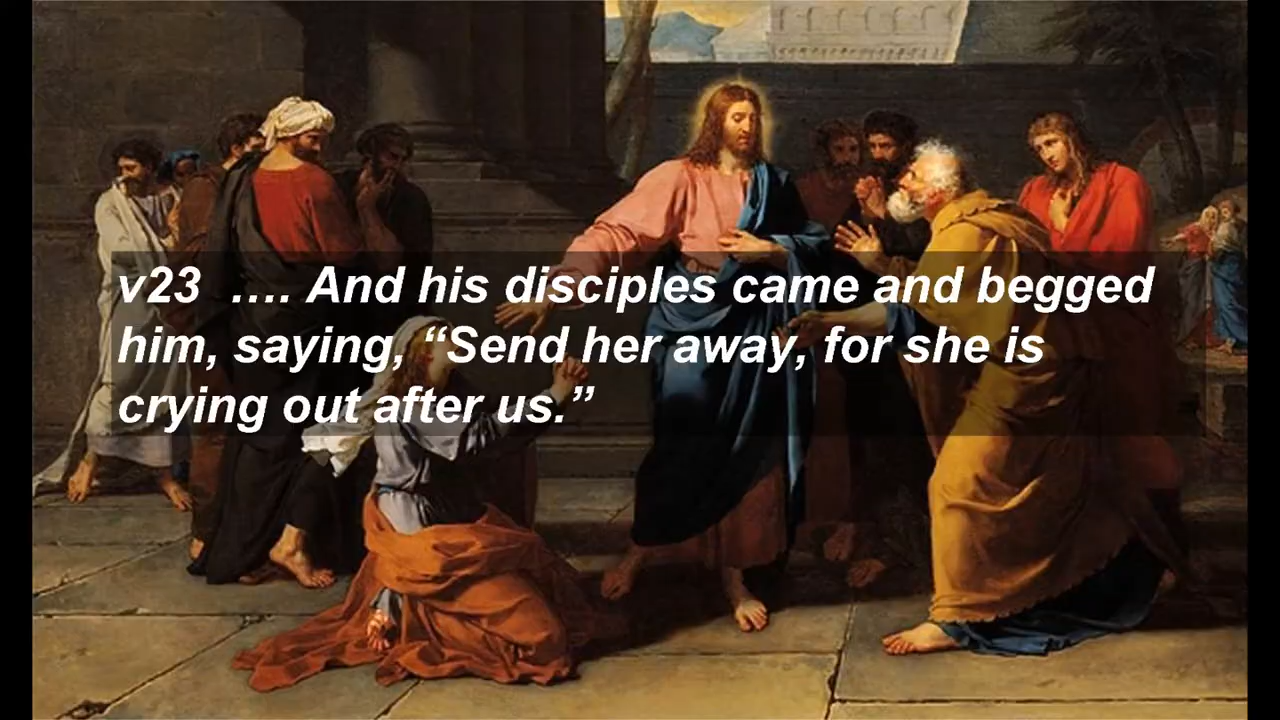 v23 .... And his disciples came and begged
him, saying, “Send her away, for she is
crying out after us.”